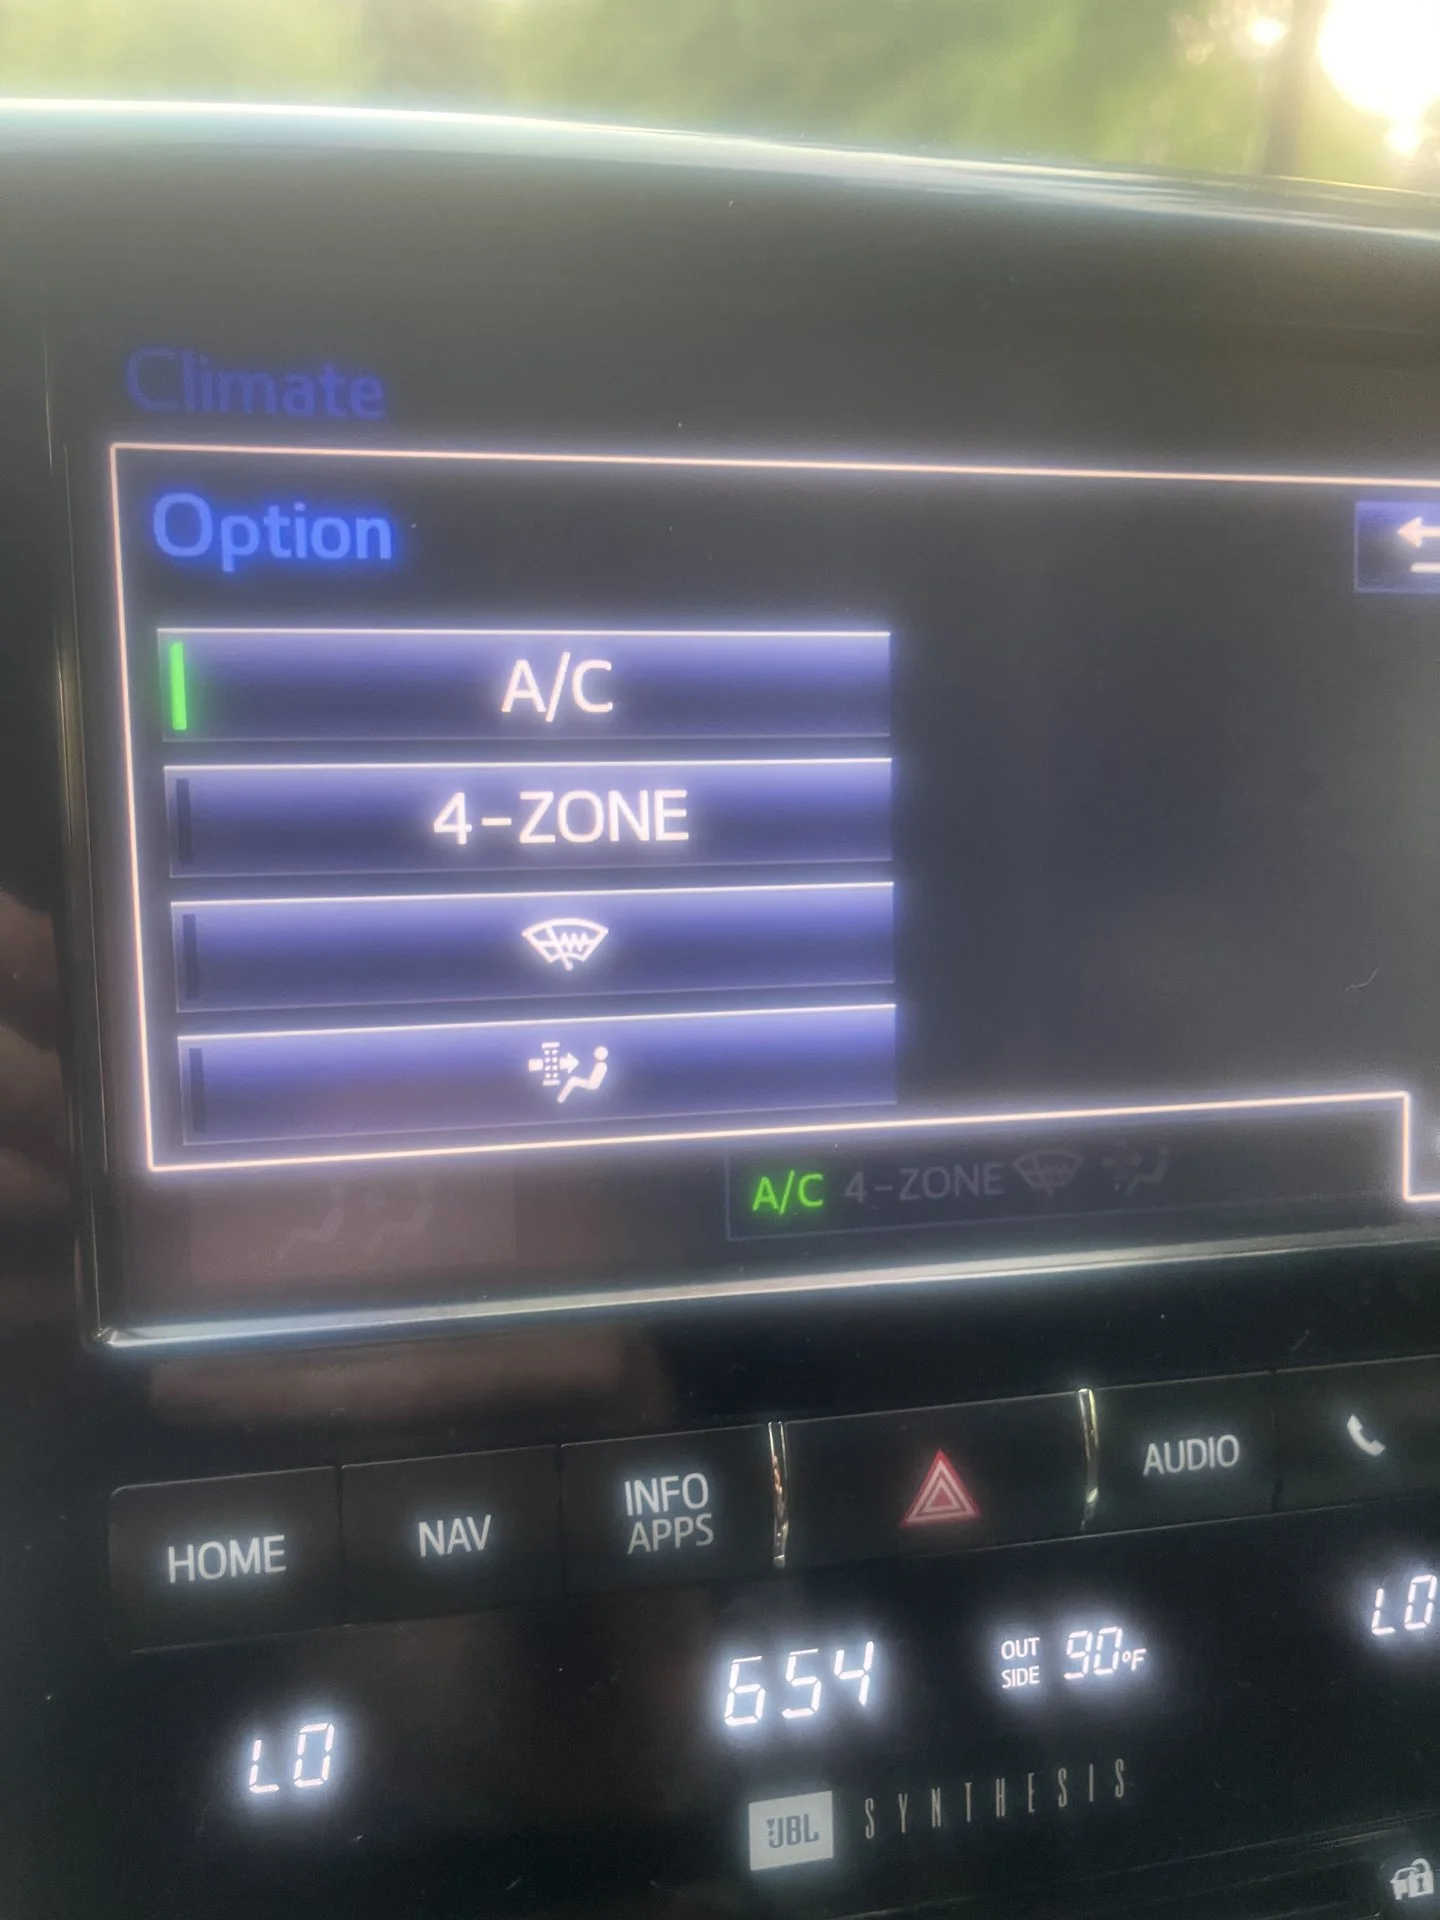 Climate
Option
A/C
4-ZONE
A/C 4-ZONE
HOME
NAV
INFO
APPS
AUDIO
LO
654
OUT
SIDE
90°F
LO
JBL SYNTHESIS